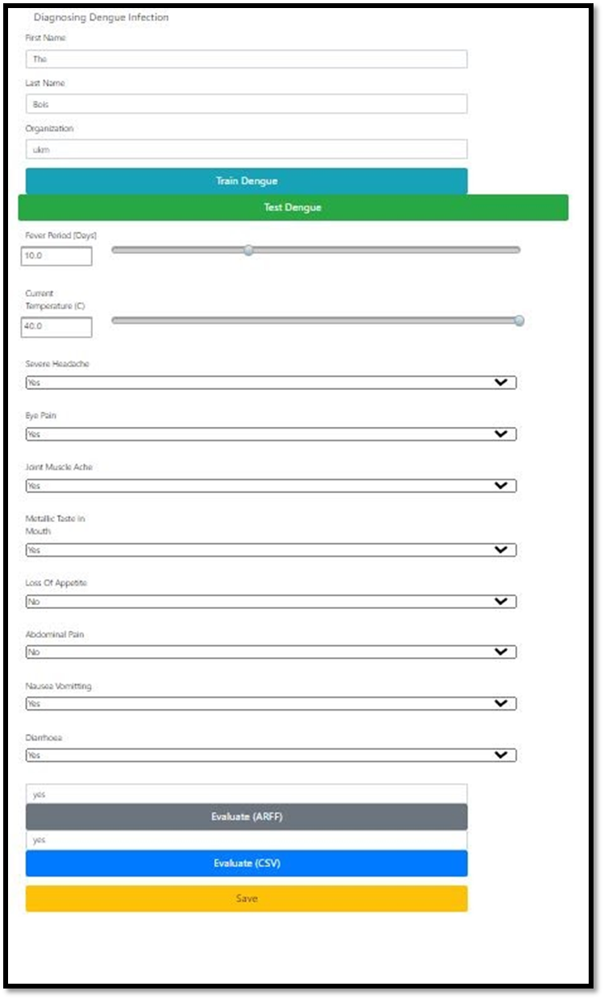 Diagnosing Dengue Infection
First Name
The
Last Name
Bois
Organization
ukm
Train Dengue
Test Dengue
Fever Period [Days]
10.0
Current
Temperature (C)
40.0
Severe Headache
Yes
Eye Pain
Yes
Joint Muscle Ache
Yes
Metallic Taste In
Mouth
Yes
Loss Of Appetite
No
Abdominal Pain
No
Nausea Vomitting
Yes
Diarrhoea
Yes
yes
Evaluate (ARFF)
yes
Evaluate (CSV)
Save